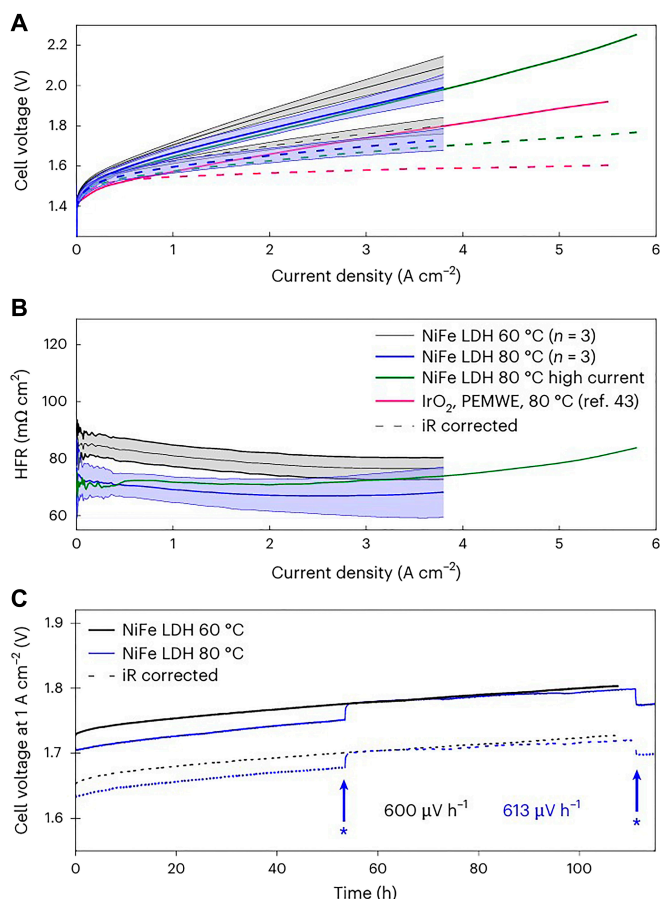 A
Cell voltage (V)
2.2
2.0
1.8
1.6
1.4
0 1 2 3 4 5 6
Current density (A cm⁻²)
B
HFR (mΩ cm²)
120
100
80
60
NiFe LDH 60 °C (n = 3)
NiFe LDH 80 °C (n = 3)
NiFe LDH 80 °C high current
IrO₂, PEMWE, 80 °C (ref. 43)
iR corrected
0 1 2 3 4 5 6
Current density (A cm⁻²)
C
Cell voltage at 1 A cm⁻² (V)
1.9
1.8
1.7
1.6
NiFe LDH 60 °C
NiFe LDH 80 °C
iR corrected
600 µV h⁻¹ 613 µV h⁻¹
* *
0 20 40 60 80 100
Time (h)